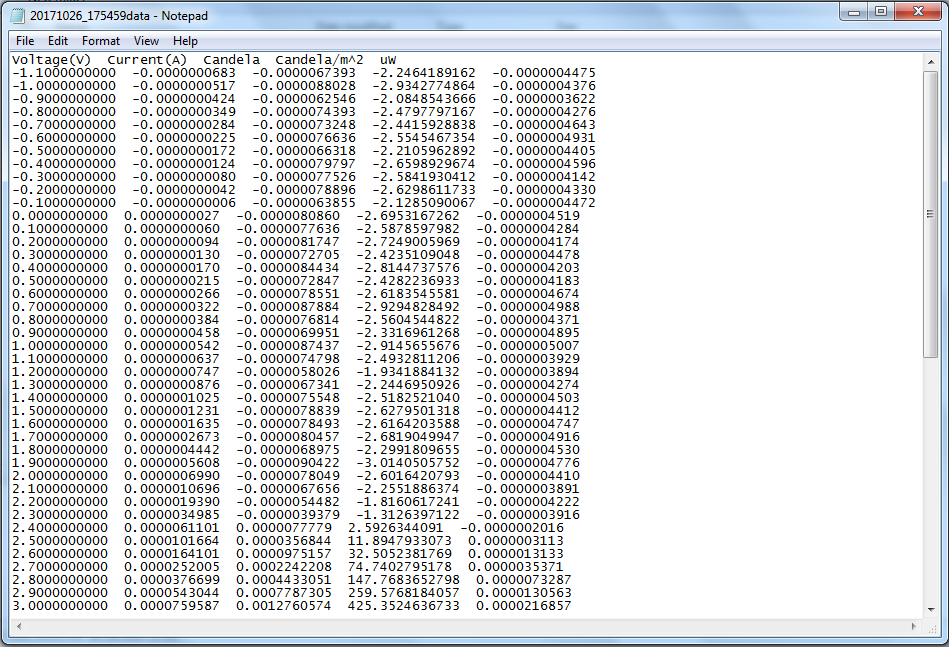 20171026_175459data - Notepad
File Edit Format View Help
Voltage(V) Current(A) Candela Candela/m^2 uW
-1.1000000000 -0.0000000683 -0.0000067393 -2.2464189162 -0.0000004475
-1.0000000000 -0.0000000517 -0.0000088028 -2.9342774864 -0.0000004376
-0.9000000000 -0.0000000424 -0.0000062546 -2.0848543666 -0.0000003622
-0.8000000000 -0.0000000349 -0.0000074393 -2.4797797167 -0.0000004276
-0.7000000000 -0.0000000284 -0.0000073248 -2.4415928838 -0.0000004643
-0.6000000000 -0.0000000225 -0.0000076636 -2.5545467354 -0.0000004931
-0.5000000000 -0.0000000172 -0.0000066318 -2.2105962892 -0.0000004405
-0.4000000000 -0.0000000124 -0.0000079797 -2.6598929674 -0.0000004596
-0.3000000000 -0.0000000080 -0.0000077526 -2.5841930412 -0.0000004142
-0.2000000000 -0.0000000042 -0.0000078896 -2.6298611733 -0.0000004330
-0.1000000000 -0.0000000006 -0.0000063855 -2.1285090067 -0.0000004472
0.0000000000 0.0000000027 -0.0000080860 -2.6953167262 -0.0000004519
0.1000000000 0.0000000060 -0.0000077636 -2.5878597982 -0.0000004284
0.2000000000 0.0000000094 -0.0000081747 -2.7249005969 -0.0000004174
0.3000000000 0.0000000130 -0.0000072705 -2.4235109048 -0.0000004478
0.4000000000 0.0000000170 -0.0000084434 -2.8144737576 -0.0000004203
0.5000000000 0.0000000215 -0.0000072847 -2.4282236933 -0.0000004183
0.6000000000 0.0000000266 -0.0000078551 -2.6183545581 -0.0000004674
0.7000000000 0.0000000322 -0.0000087884 -2.9294828492 -0.0000004988
0.8000000000 0.0000000384 -0.0000076814 -2.5604544822 -0.0000004371
0.9000000000 0.0000000458 -0.0000069951 -2.3316961268 -0.0000004895
1.0000000000 0.0000000542 -0.0000087437 -2.9145655676 -0.0000005007
1.1000000000 0.0000000637 -0.0000074798 -2.4932811206 -0.0000003929
1.2000000000 0.0000000747 -0.0000058026 -1.9341884132 -0.0000003894
1.3000000000 0.0000000876 -0.0000067341 -2.2446950926 -0.0000004274
1.4000000000 0.0000001025 -0.0000075548 -2.5182521040 -0.0000004503
1.5000000000 0.0000001231 -0.0000078839 -2.6279501318 -0.0000004412
1.6000000000 0.0000001635 -0.0000078493 -2.6164203588 -0.0000004747
1.7000000000 0.0000002673 -0.0000080457 -2.6819049947 -0.0000004916
1.8000000000 0.0000004442 -0.0000068975 -2.2991809655 -0.0000004530
1.9000000000 0.0000005608 -0.0000090422 -3.0140505752 -0.0000004776
2.0000000000 0.0000006990 -0.0000078049 -2.6016420793 -0.0000004410
2.1000000000 0.0000010696 -0.0000067656 -2.2551886374 -0.0000003891
2.2000000000 0.0000019390 -0.0000054482 -1.8160617241 -0.0000004222
2.3000000000 0.0000034985 -0.0000039379 -1.3126397122 -0.0000003916
2.4000000000 0.0000061101 0.0000077779 2.5926344091 -0.0000002016
2.5000000000 0.0000101664 0.0000356844 11.8947933073 0.0000003113
2.6000000000 0.0000164101 0.0000975157 32.5052381769 0.0000013133
2.7000000000 0.0000252005 0.0002242208 74.7402795178 0.0000035371
2.8000000000 0.0000376699 0.0004433051 147.7683652798 0.0000073287
2.9000000000 0.0000543044 0.0007787305 259.5768184057 0.0000130563
3.0000000000 0.0000759587 0.0012760574 425.3524636733 0.0000216857